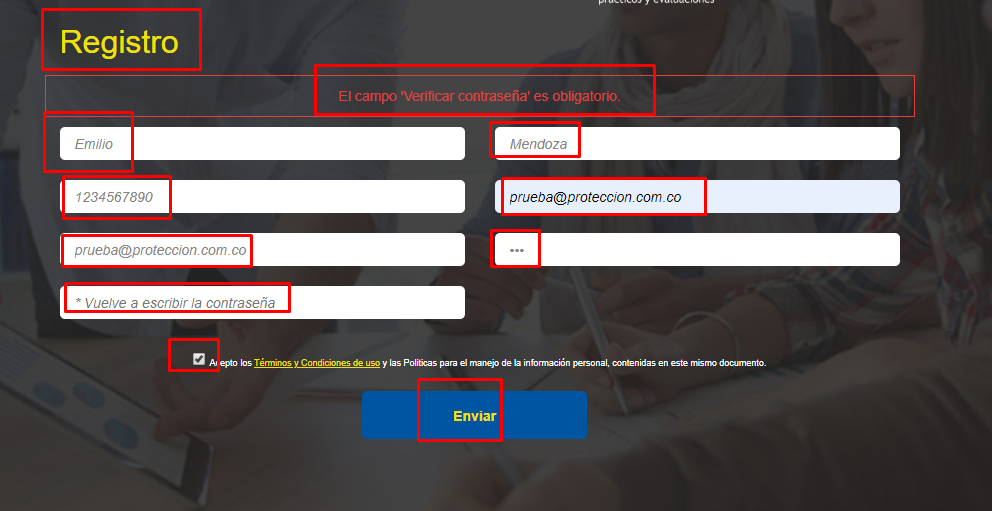 prácticos y evaluaciones
Registro
El campo 'Verificar contraseña' es obligatorio.
Emilio
Mendoza
1234567890
prueba@proteccion.com.co
prueba@proteccion.com.co
•••
* Vuelve a escribir la contraseña
Acepto los Términos y Condiciones de uso y las Politicas para el manejo de la información personal, contenidas en este mismo documento.
Enviar